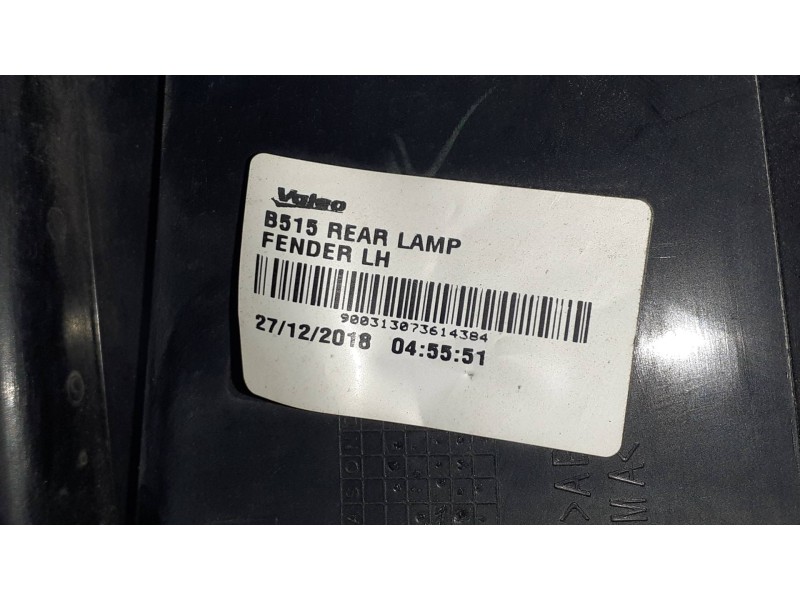 Valeo
B515 REAR LAMP
FENDER LH
900313073614384
27/12/2018 04:55:51